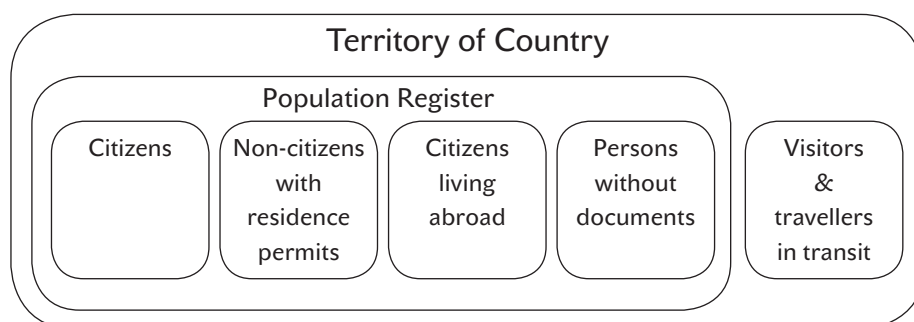 Territory of Country
Population Register
Citizens
Non-citizens
with
residence
permits
Citizens
living
abroad
Persons
without
documents
Visitors
&
travellers
in transit